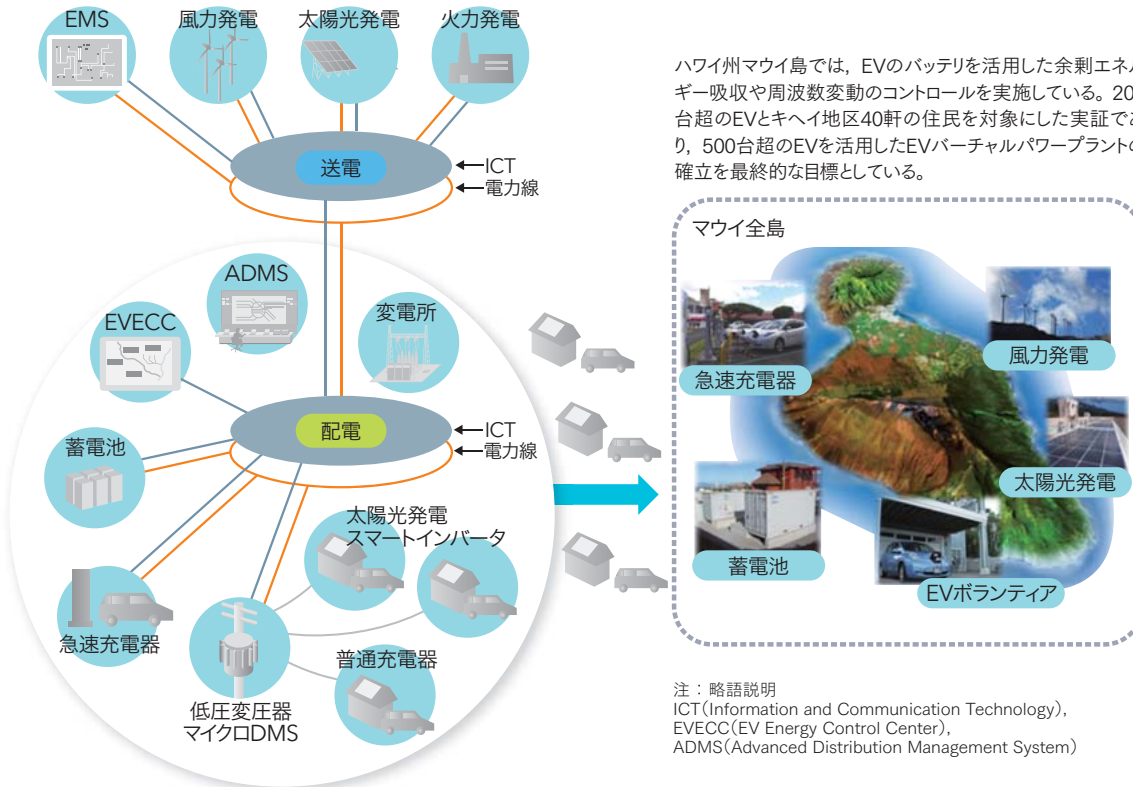 EMS
風力発電
太陽光発電
火力発電
送電
ICT
電力線
ADMS
EVECC
変電所
配電
ICT
電力線
蓄電池
太陽光発電
スマートインバータ
急速充電器
普通充電器
低圧変圧器
マイクロDMS
ハワイ州マウイ島では，EVのバッテリを活用した余剰エネル
ギー吸収や周波数変動のコントロールを実施している。20
台超のEVとキヘイ地区40軒の住民を対象にした実証であ
り，500台超のEVを活用したEVバーチャルパワープラントの
確立を最終的な目標としている。
マウイ全島
急速充電器
風力発電
太陽光発電
蓄電池
EVボランティア
注：略語説明
ICT（Information and Communication Technology），
EVECC（EV Energy Control Center），
ADMS（Advanced Distribution Management System）